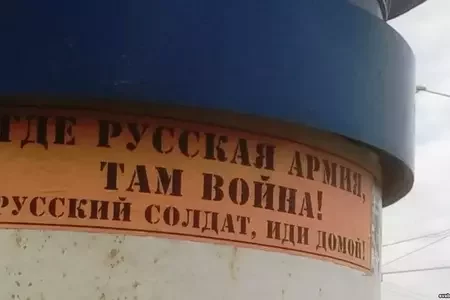 ГДЕ РУССКАЯ АРМИЯ,
ТАМ ВОЙНА!
РУССКИЙ СОЛДАТ, ИДИ ДОМОЙ!